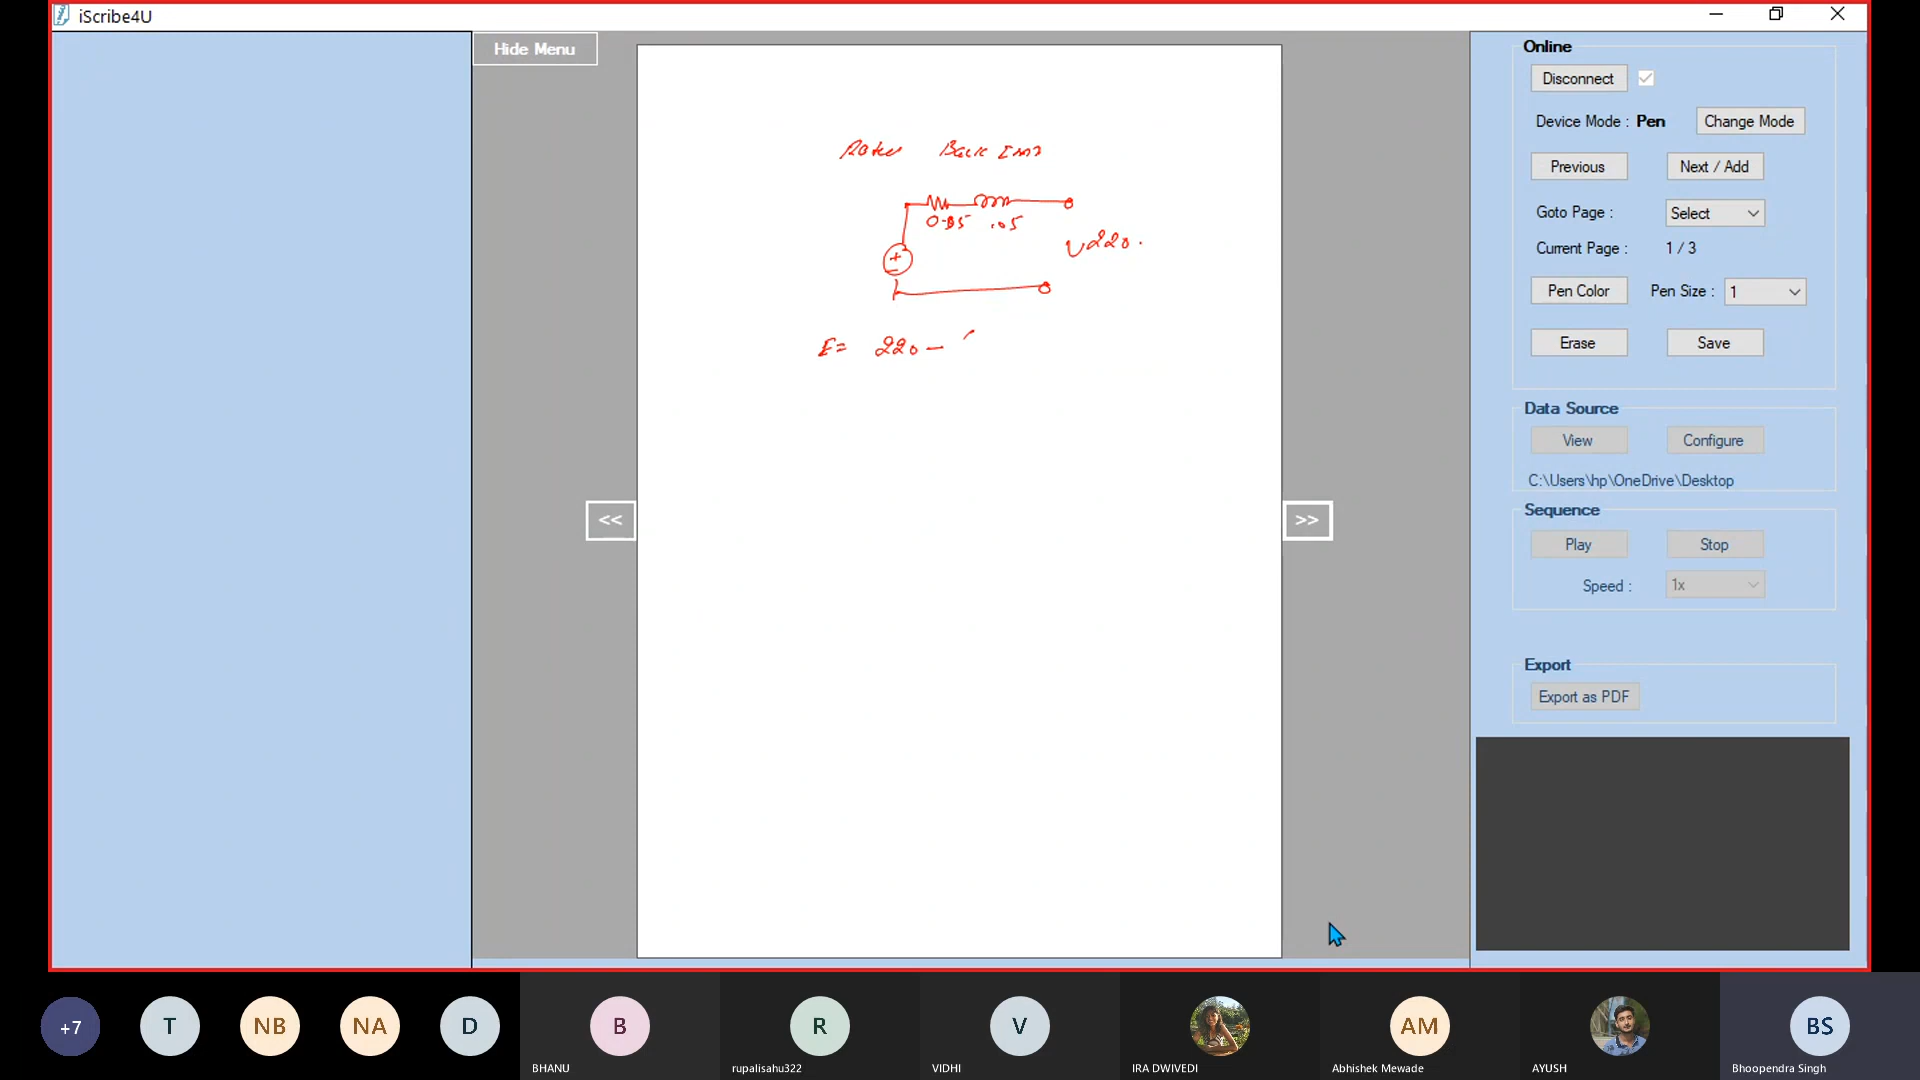 iScribe4U
Hide Menu
Online
Disconnect
Device Mode : Pen
Change Mode
Previous
Next / Add
Goto Page :
Select
Current Page :
1 / 3
Pen Color
Pen Size :
1
Erase
Save
Data Source
View
Configure
C:\Users\hp\OneDrive\Desktop
Sequence
Play
Stop
Speed :
1x
Export
Export as PDF
Back Emf
0.85 .05
V 220.
+
E= 220 -
<<
>>
+7
T
NB
NA
D
B
R
V
AM
BS
BHANU
rupalisahu322
VIDHI
IRA DWIVEDI
Abhishek Mewade
AYUSH
Bhoopendra Singh